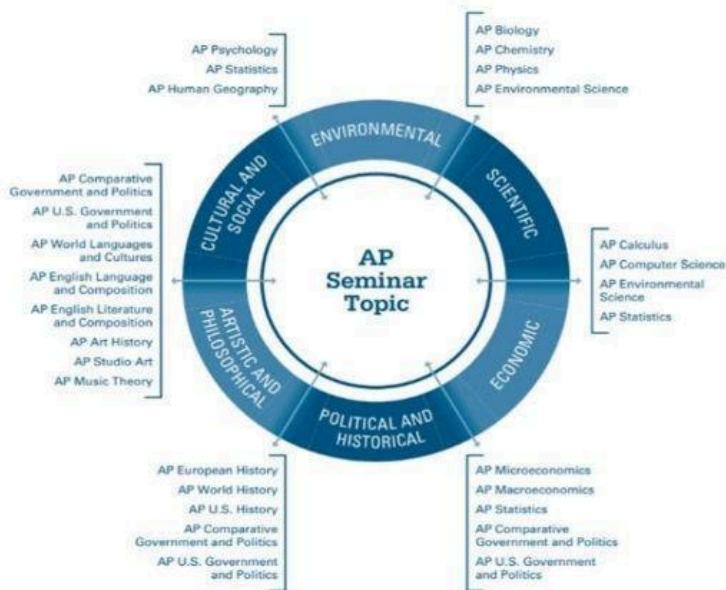 AP Psychology
AP Statistics
AP Human Geography
AP Biology
AP Chemistry
AP Physics
AP Environmental Science
ENVIRONMENTAL
CULTURAL AND
SOCIAL
SCIENTIFIC
AP Comparative
Government and Politics
AP U.S. Government
and Politics
AP World Languages
and Cultures
AP English Language
and Composition
AP English Literature
and Composition
AP Art History
AP Studio Art
AP Music Theory
AP
Seminar
Topic
AP Calculus
AP Computer Science
AP Environmental
Science
AP Statistics
ARTISTIC AND
PHILOSOPHICAL
ECONOMIC
POLITICAL AND
HISTORICAL
AP European History
AP World History
AP U.S. History
AP Comparative
Government and Politics
AP U.S. Government
and Politics
AP Microeconomics
AP Macroeconomics
AP Statistics
AP Comparative
Government and Politics
AP U.S. Government
and Politics